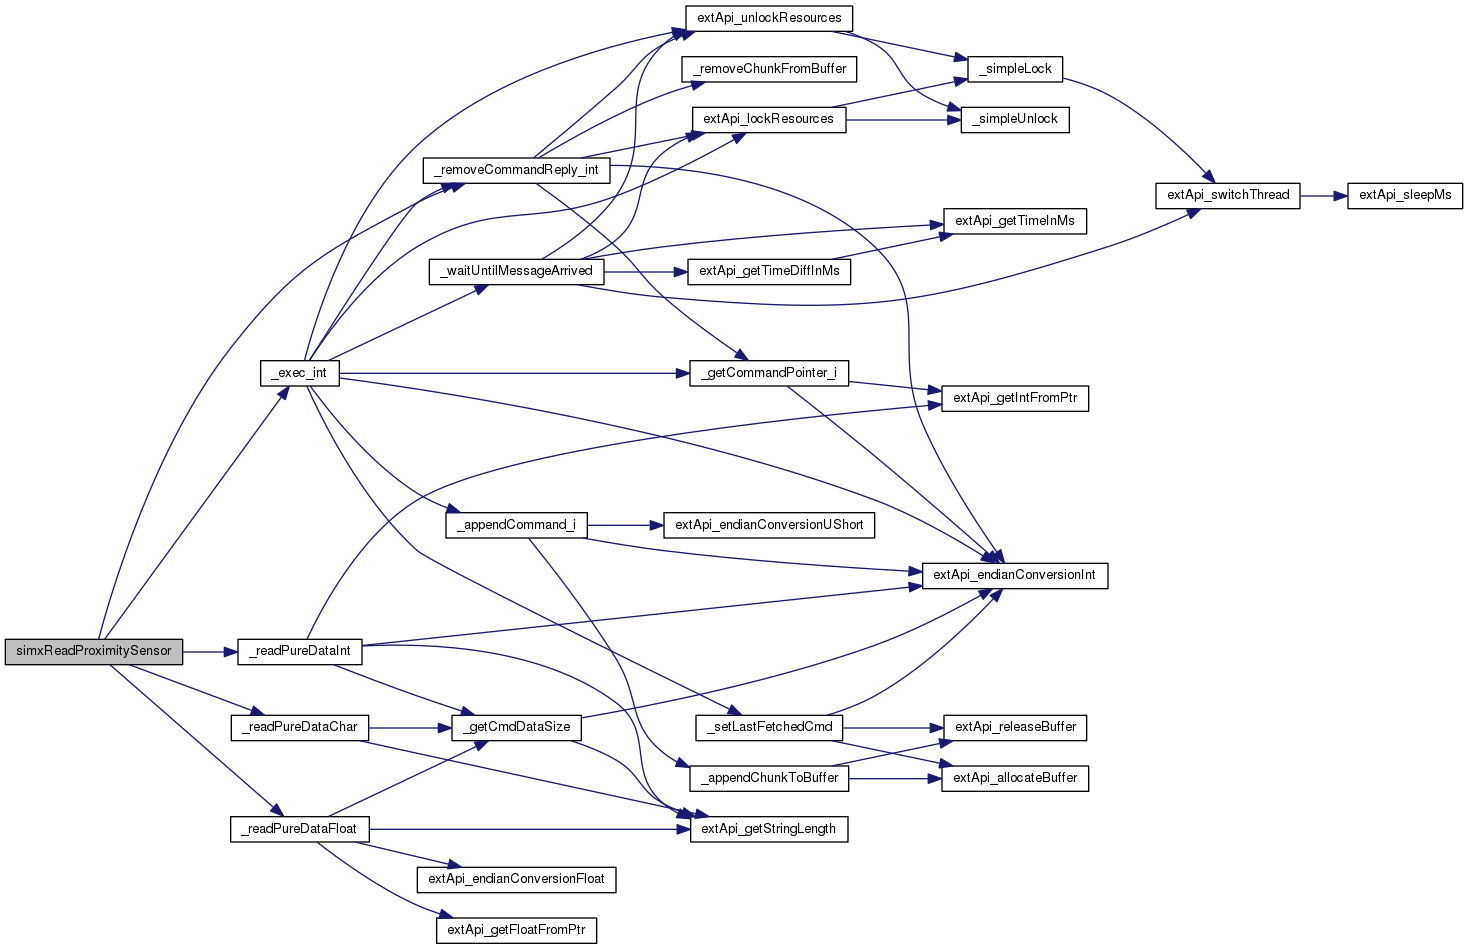 extApi_unlockResources
_simpleLock
_removeChunkFromBuffer
extApi_lockResources
_simpleUnlock
_removeCommandReply_int
extApi_switchThread
extApi_sleepMs
extApi_getTimeInMs
_waitUntilMessageArrived
extApi_getTimeDiffInMs
_exec_int
_getCommandPointer_i
extApi_getIntFromPtr
_appendCommand_i
extApi_endianConversionUShort
extApi_endianConversionInt
simxReadProximitySensor
_readPureDataInt
_readPureDataChar
_getCmdDataSize
_setLastFetchedCmd
extApi_releaseBuffer
_appendChunkToBuffer
extApi_allocateBuffer
_readPureDataFloat
extApi_getStringLength
extApi_endianConversionFloat
extApi_getFloatFromPtr